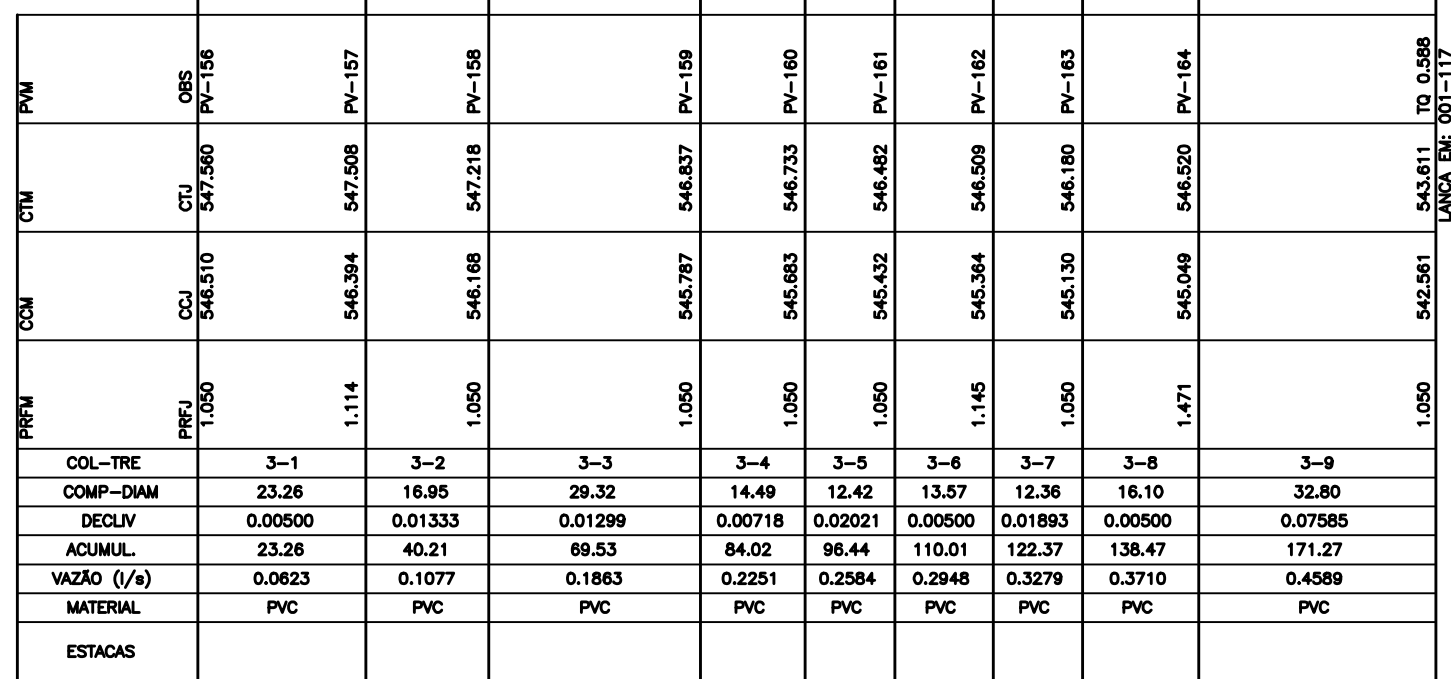 PVM
OBS
PV-156
PV-157
PV-158
PV-159
PV-160
PV-161
PV-162
PV-163
PV-164
TQ 0.588
LANCA EM: 001-117
CTM
CTJ
547.560
547.508
547.218
546.837
546.733
546.482
546.509
546.180
546.520
543.611
CCM
CCJ
546.510
546.394
546.168
545.787
545.683
545.432
545.364
545.130
545.049
542.561
PRFM
PRFJ
1.050
1.114
1.050
1.050
1.050
1.050
1.145
1.050
1.471
1.050
COL-TRE 3-1 3-2 3-3 3-4 3-5 3-6 3-7 3-8 3-9
COMP-DIAM 23.26 16.95 29.32 14.49 12.42 13.57 12.36 16.10 32.80
DECLIV 0.00500 0.01333 0.01299 0.00718 0.02021 0.00500 0.01893 0.00500 0.07585
ACUMUL. 23.26 40.21 69.53 84.02 96.44 110.01 122.37 138.47 171.27
VAZÃO (l/s) 0.0623 0.1077 0.1863 0.2251 0.2584 0.2948 0.3279 0.3710 0.4589
MATERIAL PVC PVC PVC PVC PVC PVC PVC PVC PVC
ESTACAS